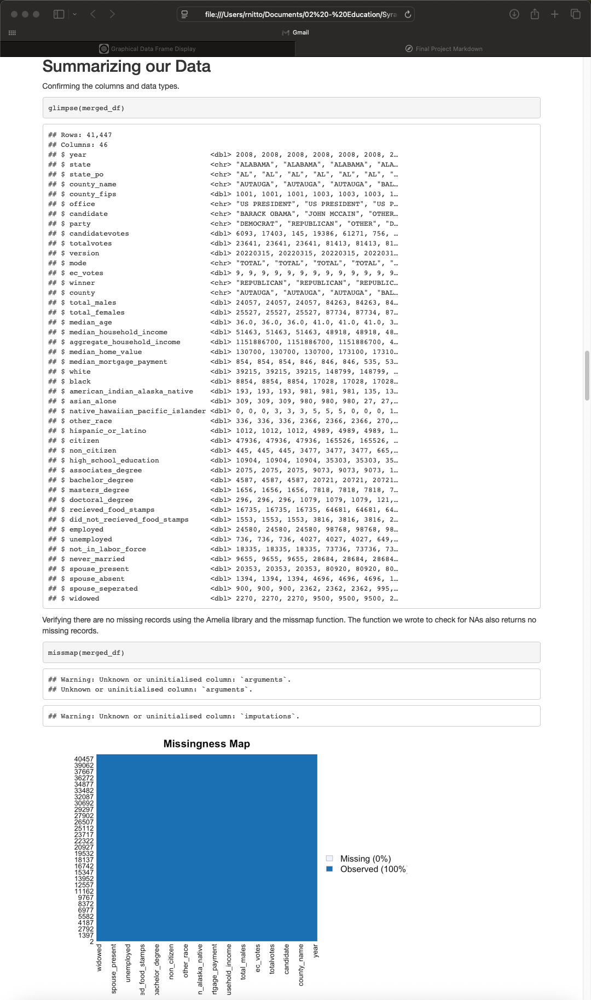 file:///Users/rnitto/Documents/02%20-%20Education/Syra
Gmail
Graphical Data Frame Display
Final Project Markdown
Summarizing our Data
Confirming the columns and data types.
glimpse(merged_df)
## Rows: 41,447
## Columns: 46
## $ year <dbl> 2008, 2008, 2008, 2008, 2008, 2008, 2…
## $ state <chr> "ALABAMA", "ALABAMA", "ALABAMA", "ALA…
## $ state_po <chr> "AL", "AL", "AL", "AL", "AL", "AL", "…
## $ county_name <chr> "AUTAUGA", "AUTAUGA", "AUTAUGA", "BAL…
## $ county_fips <dbl> 1001, 1001, 1001, 1003, 1003, 1003, 1…
## $ office <chr> "US PRESIDENT", "US PRESIDENT", "US P…
## $ candidate <chr> "BARACK OBAMA", "JOHN MCCAIN", "OTHER…
## $ party <chr> "DEMOCRAT", "REPUBLICAN", "OTHER", "D…
## $ candidatevotes <dbl> 6093, 17403, 145, 19386, 61271, 756, …
## $ totalvotes <dbl> 23641, 23641, 23641, 81413, 81413, 81…
## $ version <dbl> 20220315, 20220315, 20220315, 2022031…
## $ mode <chr> "TOTAL", "TOTAL", "TOTAL", "TOTAL", "…
## $ ec_votes <dbl> 9, 9, 9, 9, 9, 9, 9, 9, 9, 9, 9, 9, 9…
## $ winner <chr> "REPUBLICAN", "REPUBLICAN", "REPUBLIC…
## $ county <chr> "AUTAUGA", "AUTAUGA", "AUTAUGA", "BAL…
## $ total_males <dbl> 24057, 24057, 24057, 84263, 84263, 84…
## $ total_females <dbl> 25527, 25527, 25527, 87734, 87734, 87…
## $ median_age <dbl> 36.0, 36.0, 36.0, 41.0, 41.0, 41.0, 3…
## $ median_household_income <dbl> 51463, 51463, 51463, 48918, 48918, 48…
## $ aggregate_household_income <dbl> 1151886700, 1151886700, 1151886700, 4…
## $ median_home_value <dbl> 130700, 130700, 130700, 173100, 17310…
## $ median_mortgage_payment <dbl> 854, 854, 854, 846, 846, 846, 535, 53…
## $ white <dbl> 39215, 39215, 39215, 148799, 148799, …
## $ black <dbl> 8854, 8854, 8854, 17028, 17028, 17028…
## $ american_indian_alaska_native <dbl> 193, 193, 193, 981, 981, 981, 135, 13…
## $ asian_alone <dbl> 309, 309, 309, 980, 980, 980, 27, 27,…
## $ native_hawaiian_pacific_islander <dbl> 0, 0, 0, 3, 3, 3, 5, 5, 5, 0, 0, 0, 1…
## $ other_race <dbl> 336, 336, 336, 2366, 2366, 2366, 270,…
## $ hispanic_or_latino <dbl> 1012, 1012, 1012, 4989, 4989, 4989, 1…
## $ citizen <dbl> 47936, 47936, 47936, 165526, 165526, …
## $ non_citizen <dbl> 445, 445, 445, 3477, 3477, 3477, 665,…
## $ high_school_education <dbl> 10904, 10904, 10904, 35303, 35303, 35…
## $ associates_degree <dbl> 2075, 2075, 2075, 9073, 9073, 9073, 1…
## $ bachelor_degree <dbl> 4587, 4587, 4587, 20721, 20721, 20721…
## $ masters_degree <dbl> 1656, 1656, 1656, 7818, 7818, 7818, 7…
## $ doctoral_degree <dbl> 296, 296, 296, 1079, 1079, 1079, 121,…
## $ recieved_food_stamps <dbl> 16735, 16735, 16735, 64681, 64681, 64…
## $ did_not_recieved_food_stamps <dbl> 1553, 1553, 1553, 3816, 3816, 3816, 2…
## $ employed <dbl> 24580, 24580, 24580, 98768, 98768, 98…
## $ unemployed <dbl> 736, 736, 736, 4027, 4027, 4027, 649,…
## $ not_in_labor_force <dbl> 18335, 18335, 18335, 73736, 73736, 73…
## $ never_married <dbl> 9655, 9655, 9655, 28684, 28684, 28684…
## $ spouse_present <dbl> 20353, 20353, 20353, 80920, 80920, 80…
## $ spouse_absent <dbl> 1394, 1394, 1394, 4696, 4696, 4696, 1…
## $ spouse_seperated <dbl> 900, 900, 900, 2362, 2362, 2362, 995,…
## $ widowed <dbl> 2270, 2270, 2270, 9500, 9500, 9500, 2…
Verifying there are no missing records using the Amelia library and the missmap function. The function we wrote to check for NAs also returns no
missing records.
missmap(merged_df)
## Warning: Unknown or uninitialised column: `arguments`.
## Unknown or uninitialised column: `arguments`.
## Warning: Unknown or uninitialised column: `imputations`.
Missingness Map
40457
39062
37667
36272
34877
33482
32087
30692
29297
27902
26507
25112
23717
22322
20927
19532
18137
16742
15347
13952
12557
11162
9767
8372
6977
5582
4187
2792
1397
2
Missing (0%)
Observed (100%)
widowed
spouse_present
unemployed
ed_food_stamps
bachelor_degree
non_citizen
other_race
n_alaska_native
rtgage_payment
usehold_income
total_males
ec_votes
totalvotes
candidate
county_name
year